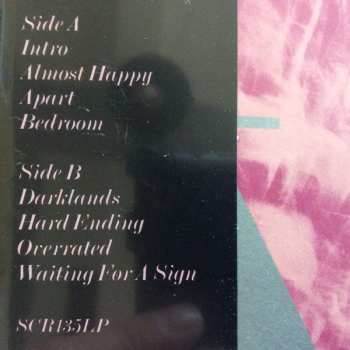 Side A
Intro
Almost Happy
Apart
Bedroom
Side B
Darklands
Hard Ending
Overrated
Waiting For A Sign
SCR135LP